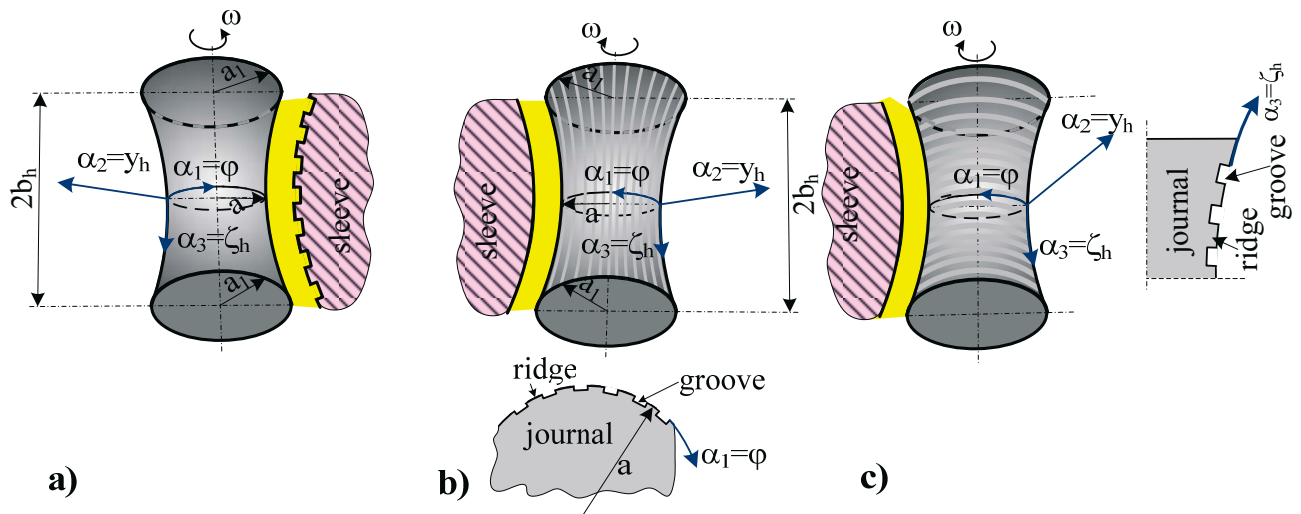 ω
a₁
2bₕ
α₂=yₕ
α₁=φ
a
α₃=ζₕ
sleeve
a₁
a)
ω
a₁
α₁=φ
α₂=yₕ
a
sleeve
α₃=ζₕ
2bₕ
a₁
ridge
groove
journal
a
α₁=φ
b)
ω
α₂=yₕ
α₁=φ
sleeve
α₃=ζₕ
α₃=ζₕ
groove
ridge
journal
c)